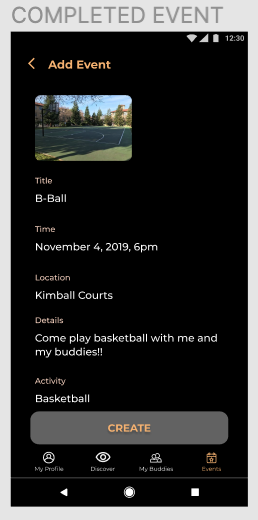 COMPLETED EVENT
12:30
Add Event
Title
B-Ball
Time
November 4, 2019, 6pm
Location
Kimball Courts
Details
Come play basketball with me and
my buddies!!
Activity
Basketball
CREATE
My Profile
Discover
My Buddies
Events